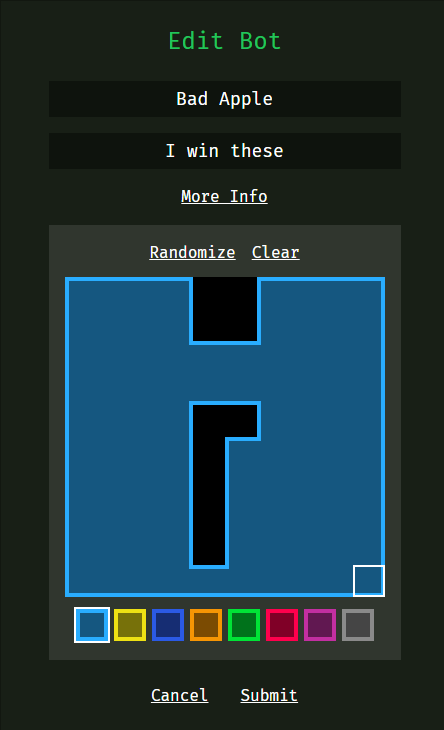 Edit Bot
Bad Apple
I win these
More Info
Randomize Clear
Cancel Submit